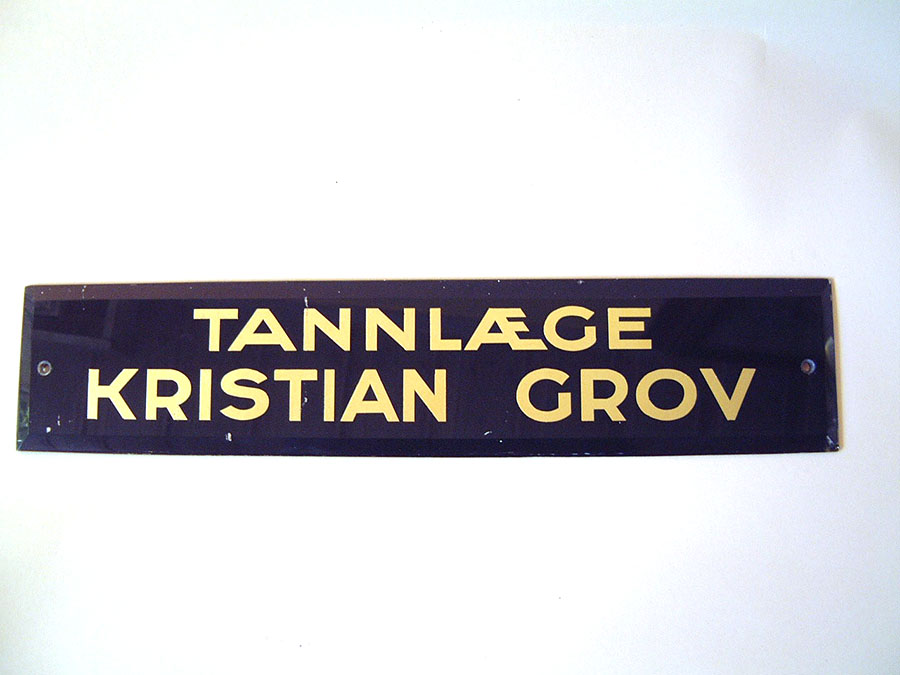 TANNLÆGE
KRISTIAN GROV